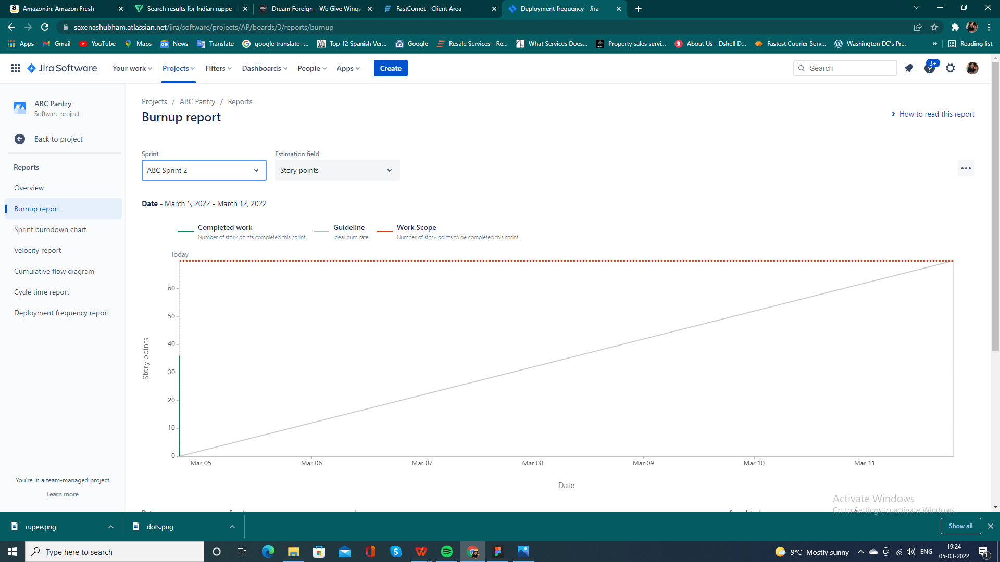 Amazon.in: Amazon Fresh
Search results for Indian ruppe -
Dream Foreign – We Give Wings
FastComet - Client Area
Deployment frequency - Jira
saxenashubham.atlassian.net/jira/software/projects/AP/boards/3/reports/burnup
Apps
Gmail
YouTube
Maps
News
Translate
google translate -...
Top 12 Spanish Ver...
Google
Resale Services - Re...
What Services Does...
Property sales servi...
About Us - Dshell D...
Fastest Courier Serv...
Washington DC's Pr...
»
Reading list
Jira Software
Your work
Projects
Filters
Dashboards
People
Apps
Create
Search
3+
ABC Pantry
Software project
Back to project
Reports
Overview
Burnup report
Sprint burndown chart
Velocity report
Cumulative flow diagram
Cycle time report
Deployment frequency report
You're in a team-managed project
Learn more
Projects / ABC Pantry / Reports
Burnup report
How to read this report
Sprint
ABC Sprint 2
Estimation field
Story points
Date - March 5, 2022 - March 12, 2022
Completed work
Number of story points completed this sprint
Guideline
Ideal burn rate
Work Scope
Number of story points to be completed this sprint
Today
60
50
40
30
20
10
0
Story points
Mar 05
Mar 06
Mar 07
Mar 08
Mar 09
Mar 10
Mar 11
Date
Activate Windows
Go to Settings to activate Windows.
rupee.png
dots.png
Show all
Type here to search
9°C Mostly sunny
ENG
19:24
05-03-2022
1